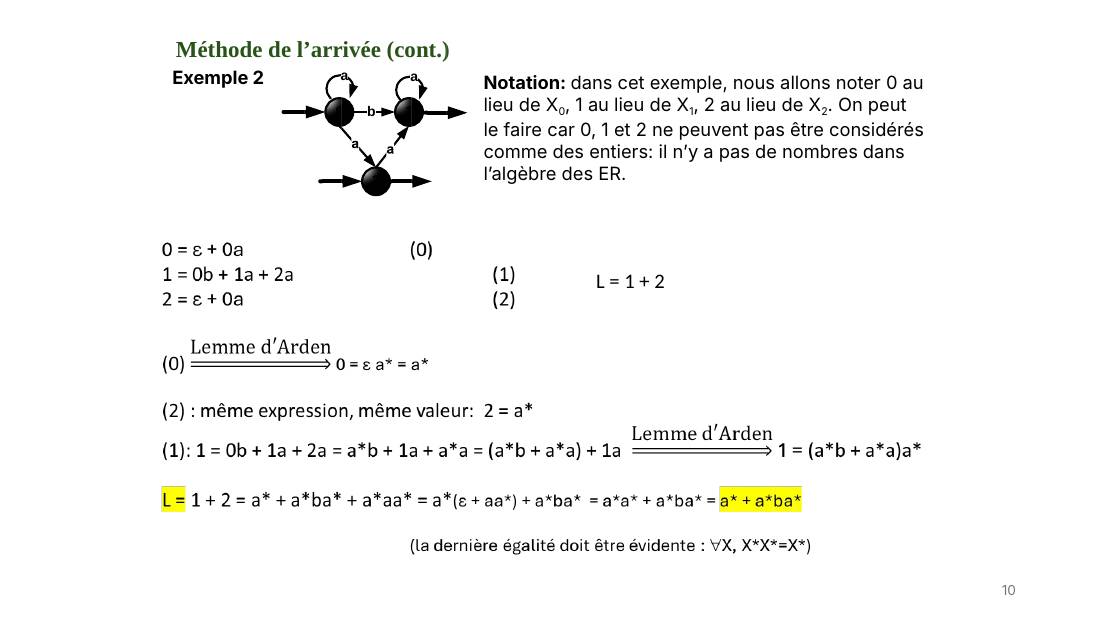 Méthode de l’arrivée (cont.)
Exemple 2
a
a
b
a
a
Notation: dans cet exemple, nous allons noter 0 au
lieu de X₀, 1 au lieu de X₁, 2 au lieu de X₂. On peut
le faire car 0, 1 et 2 ne peuvent pas être considérés
comme des entiers: il n’y a pas de nombres dans
l’algèbre des ER.
0 = ε + 0a (0)
1 = 0b + 1a + 2a (1)
L = 1 + 2
2 = ε + 0a (2)
(0) Lemme d′Arden 0 = ε a* = a*
(2) : même expression, même valeur: 2 = a*
(1): 1 = 0b + 1a + 2a = a*b + 1a + a*a = (a*b + a*a) + 1a Lemme d′Arden 1 = (a*b + a*a)a*
L = 1 + 2 = a* + a*ba* + a*aa* = a*(ε + aa*) + a*ba* = a*a* + a*ba* = a* + a*ba*
(la dernière égalité doit être évidente : ∀X, X*X*=X*)
10